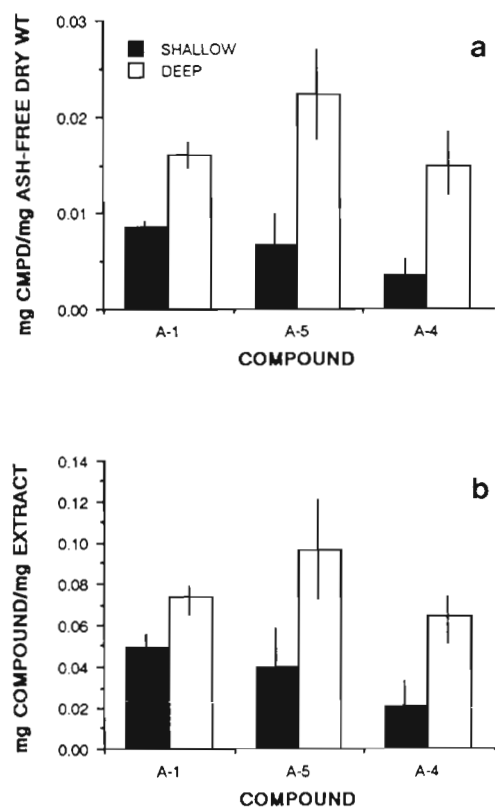 a
mg CMPD/mg ASH-FREE DRY WT
0.03
0.02
0.01
0.00
SHALLOW
DEEP
A-1 A-5 A-4
COMPOUND
b
mg COMPOUND/mg EXTRACT
0.14
0.12
0.10
0.08
0.06
0.04
0.02
0.00
A-1 A-5 A-4
COMPOUND